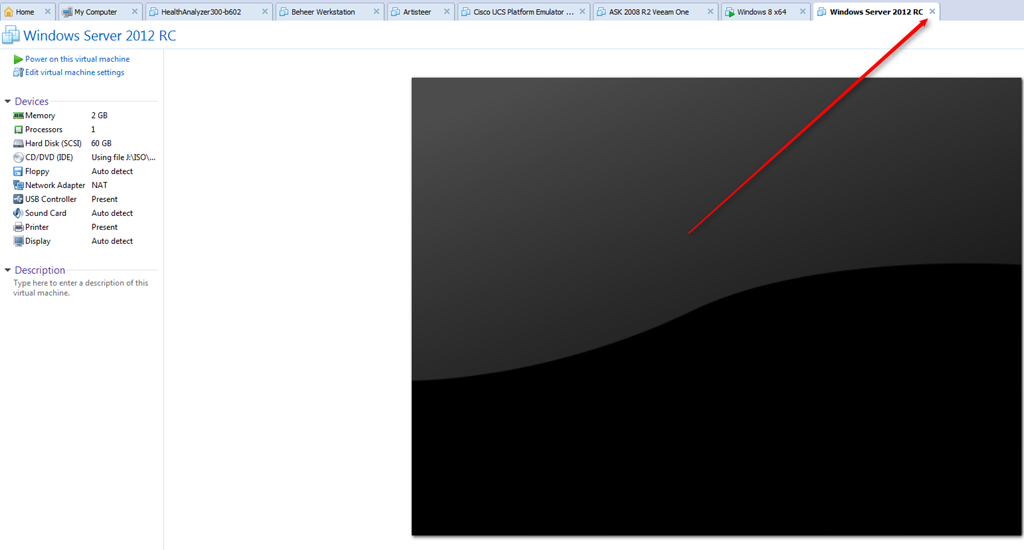 Home My Computer HealthAnalyzer300-b602 Beheer Werkstation Artisteer Cisco UCS Platform Emulator ... ASK 2008 R2 Veeam One Windows 8 x64 Windows Server 2012 RC
Windows Server 2012 RC
Power on this virtual machine
Edit virtual machine settings
Devices
Memory 2 GB
Processors 1
Hard Disk (SCSI) 60 GB
CD/DVD (IDE) Using file J:\ISO\...
Floppy Auto detect
Network Adapter NAT
USB Controller Present
Sound Card Auto detect
Printer Present
Display Auto detect
Description
Type here to enter a description of this
virtual machine.